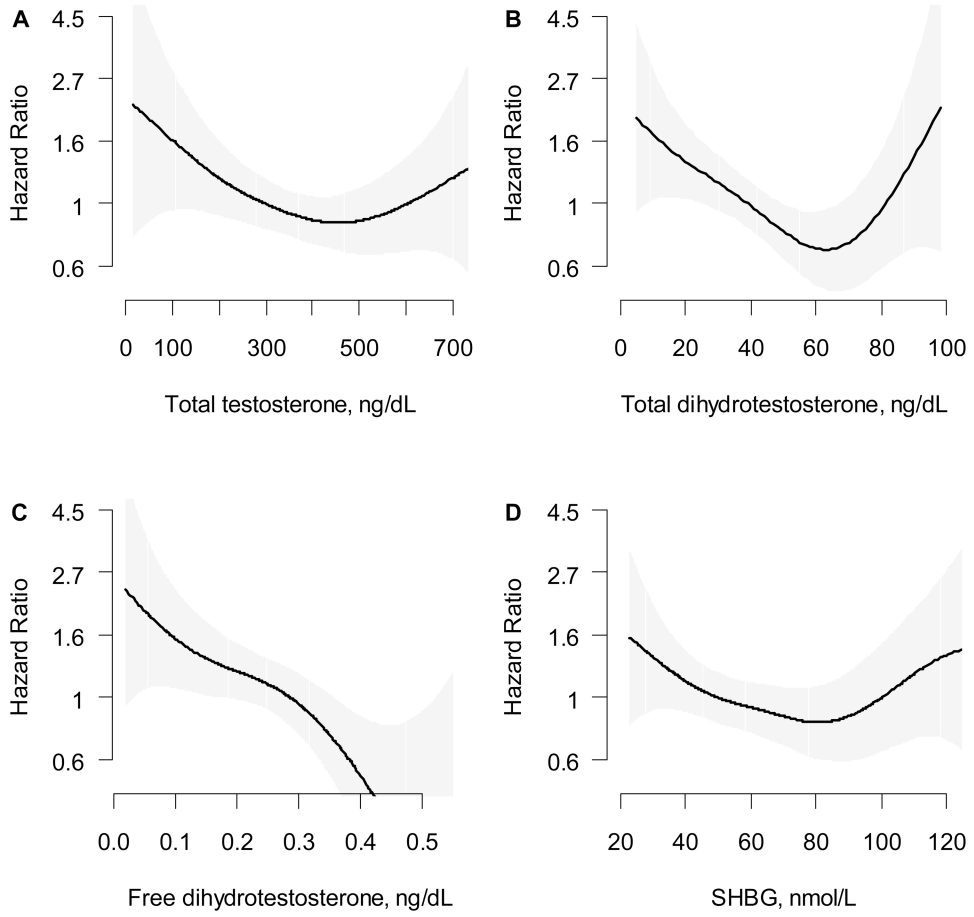 A
4.5
2.7
1.6
1
0.6
Hazard Ratio
0 100 300 500 700
Total testosterone, ng/dL
B
4.5
2.7
1.6
1
0.6
Hazard Ratio
0 20 40 60 80 100
Total dihydrotestosterone, ng/dL
C
4.5
2.7
1.6
1
0.6
Hazard Ratio
0.0 0.1 0.2 0.3 0.4 0.5
Free dihydrotestosterone, ng/dL
D
4.5
2.7
1.6
1
0.6
Hazard Ratio
20 40 60 80 100 120
SHBG, nmol/L